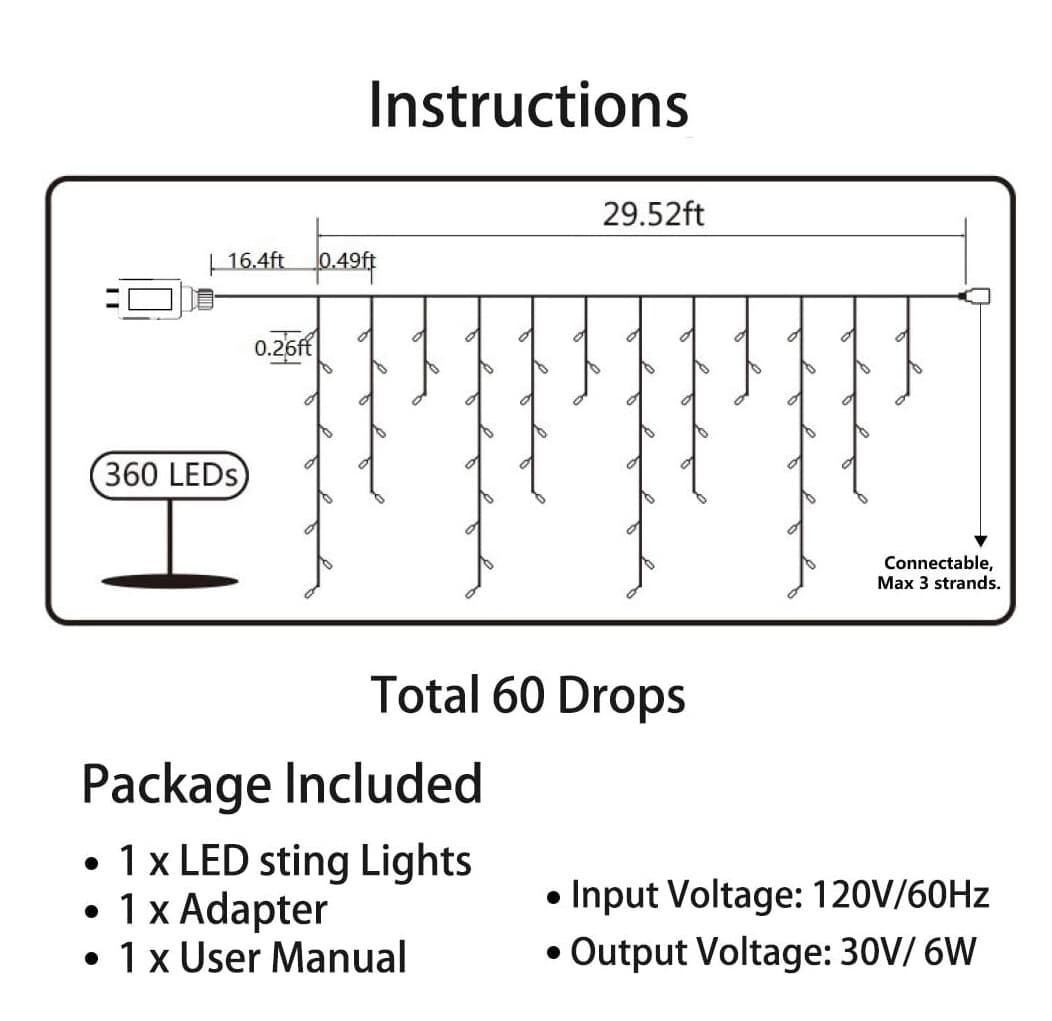 Instructions
29.52ft
16.4ft
0.49ft
0.26ft
360 LEDs
Connectable,
Max 3 strands.
Total 60 Drops
Package Included
• 1 x LED sting Lights
• 1 x Adapter
• 1 x User Manual
• Input Voltage: 120V/60Hz
• Output Voltage: 30V/ 6W